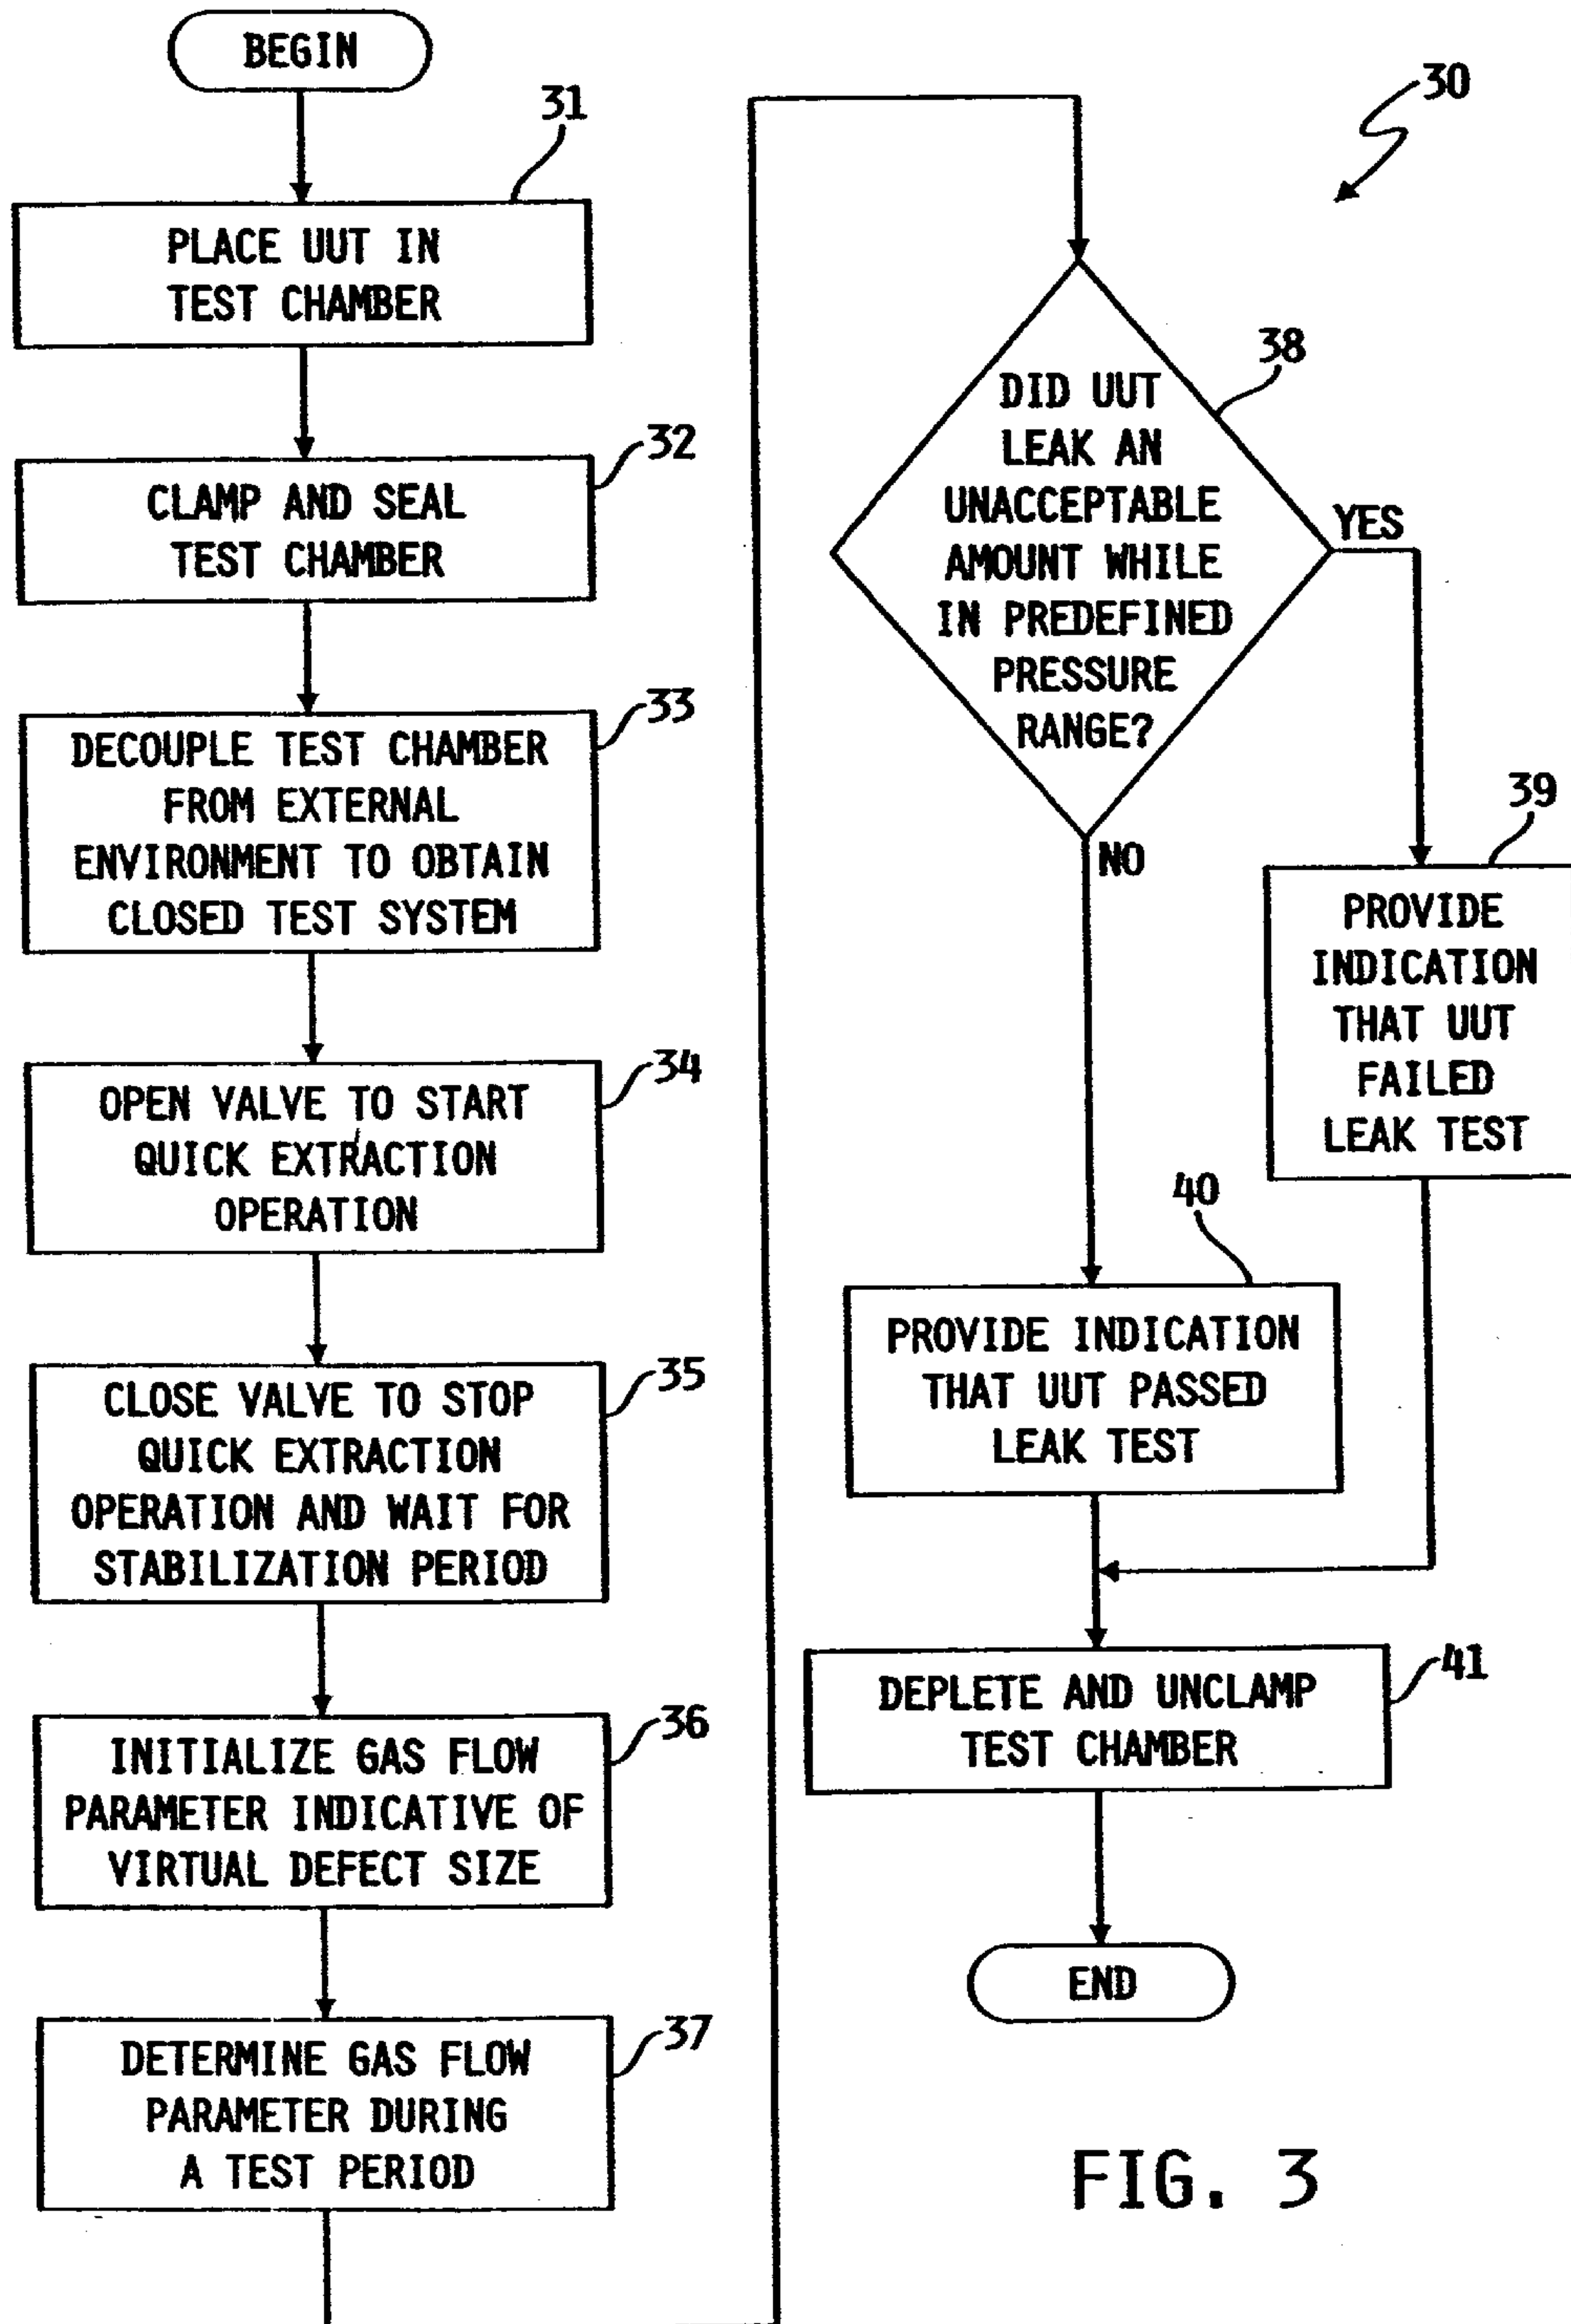 BEGIN
31
PLACE UUT IN
TEST CHAMBER
32
CLAMP AND SEAL
TEST CHAMBER
33
DECOUPLE TEST CHAMBER
FROM EXTERNAL
ENVIRONMENT TO OBTAIN
CLOSED TEST SYSTEM
34
OPEN VALVE TO START
QUICK EXTRACTION
OPERATION
35
CLOSE VALVE TO STOP
QUICK EXTRACTION
OPERATION AND WAIT FOR
STABILIZATION PERIOD
36
INITIALIZE GAS FLOW
PARAMETER INDICATIVE OF
VIRTUAL DEFECT SIZE
37
DETERMINE GAS FLOW
PARAMETER DURING
A TEST PERIOD
30
38
DID UUT
LEAK AN
UNACCEPTABLE
AMOUNT WHILE
IN PREDEFINED
PRESSURE
RANGE?
YES
NO
39
PROVIDE
INDICATION
THAT UUT
FAILED
LEAK TEST
40
PROVIDE INDICATION
THAT UUT PASSED
LEAK TEST
41
DEPLETE AND UNCLAMP
TEST CHAMBER
END
FIG. 3